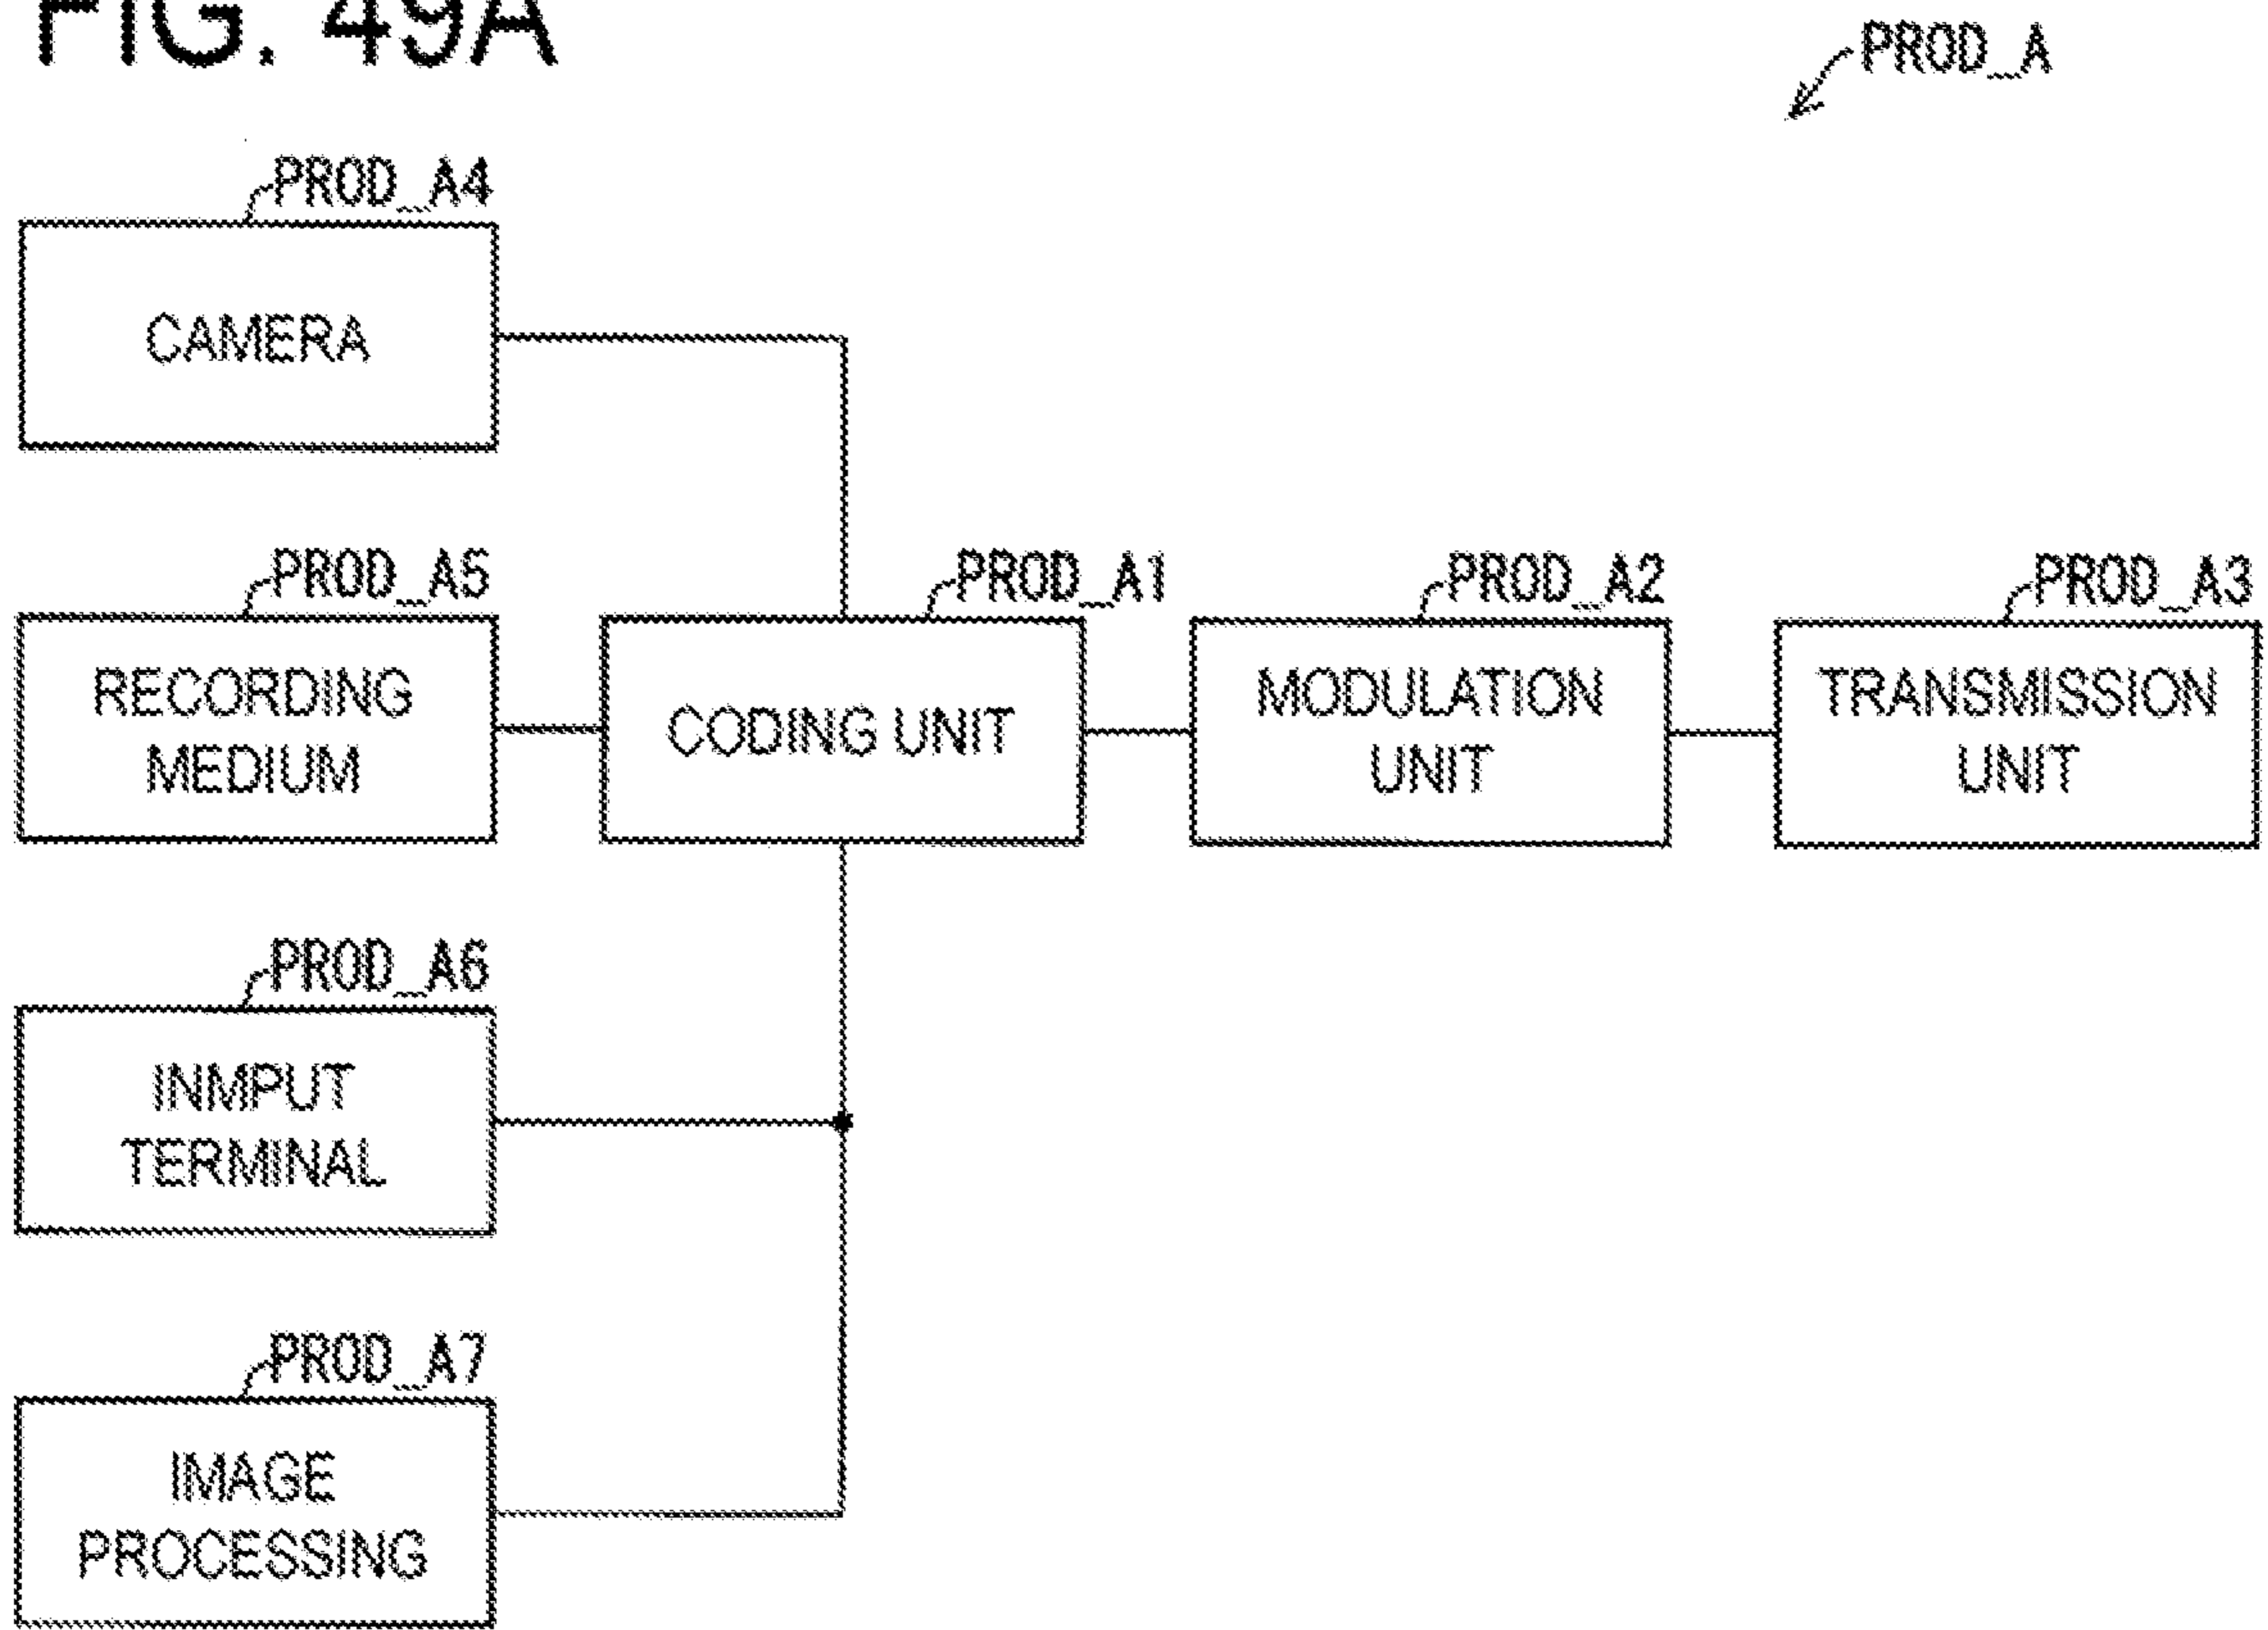 FIG. 49A
PROD_A
PROD_A4
CAMERA
PROD_A5
RECORDING
MEDIUM
PROD_A1
CODING UNIT
PROD_A2
MODULATION
UNIT
PROD_A3
TRANSMISSION
UNIT
PROD_A6
INMPUT
TERMINAL
PROD_A7
IMAGE
PROCESSING